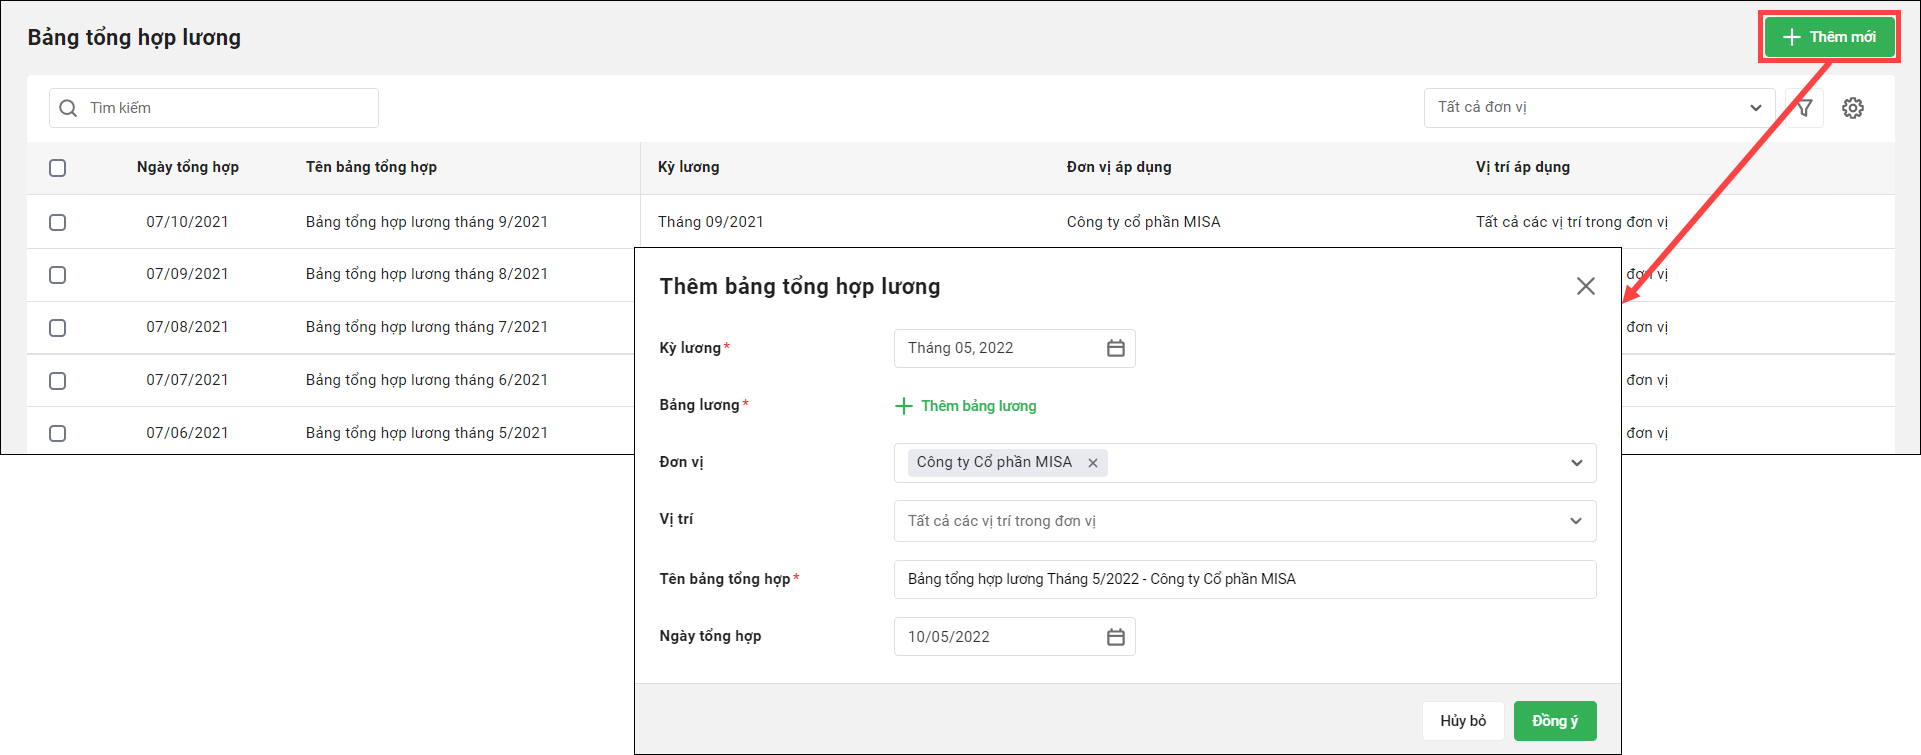 Bảng tổng hợp lương
Thêm mới
Tìm kiếm
Tất cả đơn vị
Ngày tổng hợp Tên bảng tổng hợp Kỳ lương Đơn vị áp dụng Vị trí áp dụng
07/10/2021 Bảng tổng hợp lương tháng 9/2021 Tháng 09/2021 Công ty cổ phần MISA Tất cả các vị trí trong đơn vị
07/09/2021 Bảng tổng hợp lương tháng 8/2021 đơn vị
07/08/2021 Bảng tổng hợp lương tháng 7/2021 đơn vị
07/07/2021 Bảng tổng hợp lương tháng 6/2021 đơn vị
07/06/2021 Bảng tổng hợp lương tháng 5/2021 đơn vị
Thêm bảng tổng hợp lương
Kỳ lương* Tháng 05, 2022
Bảng lương* Thêm bảng lương
Đơn vị Công ty Cổ phần MISA
Vị trí Tất cả các vị trí trong đơn vị
Tên bảng tổng hợp* Bảng tổng hợp lương Tháng 5/2022 - Công ty Cổ phần MISA
Ngày tổng hợp 10/05/2022
Hủy bỏ Đồng ý